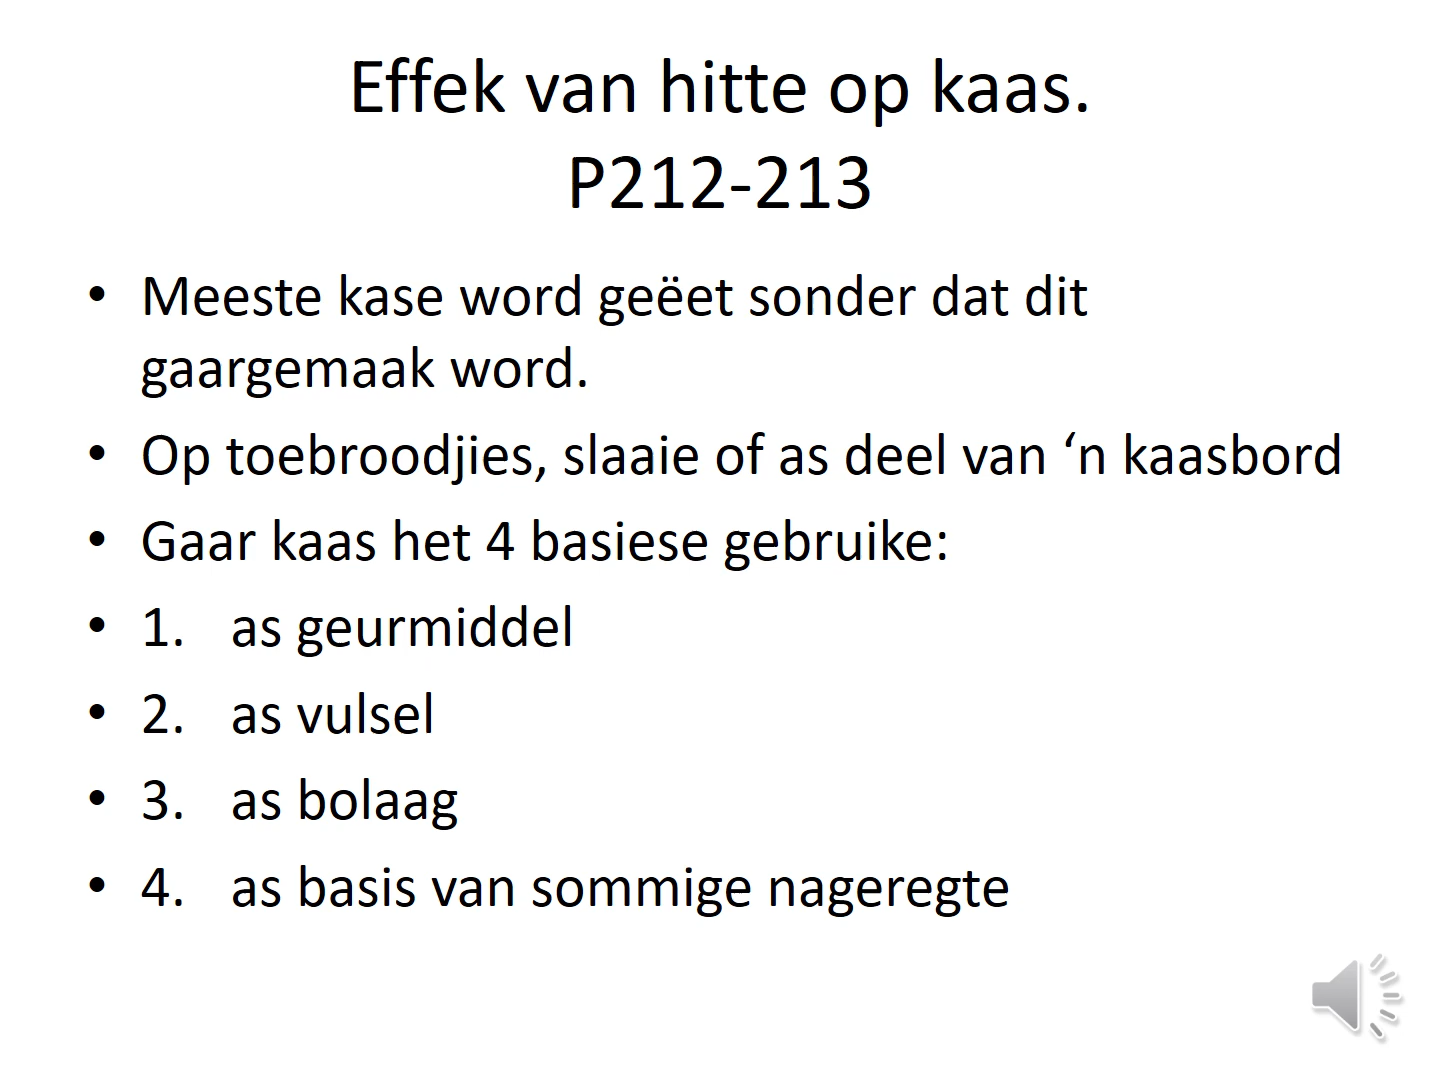 Effek van hitte op kaas.
P212-213
• Meeste kase word geëet sonder dat dit
gaargemaak word.
• Op toebroodjies, slaaie of as deel van ‘n kaasbord
• Gaar kaas het 4 basiese gebruike:
• 1. as geurmiddel
• 2. as vulsel
• 3. as bolaag
• 4. as basis van sommige nageregte